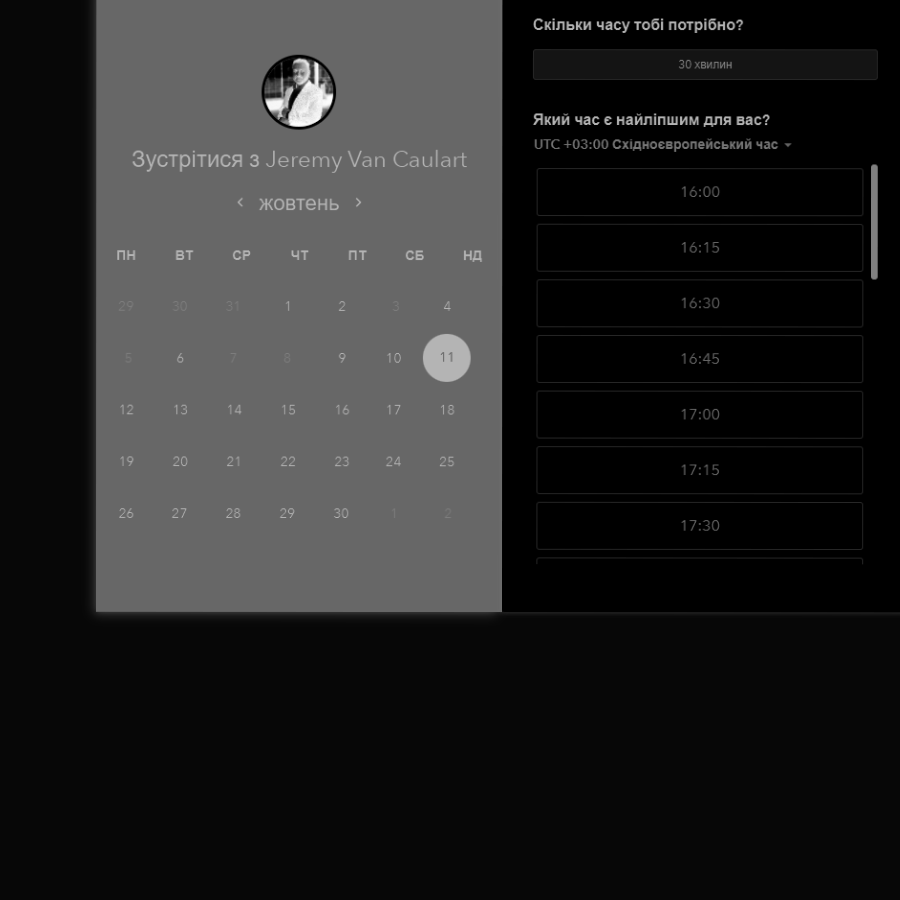 Зустрітися з Jeremy Van Caulart
жовтень
ПН ВТ СР ЧТ ПТ СБ НД
29 30 31 1 2 3 4
5 6 7 8 9 10 11
12 13 14 15 16 17 18
19 20 21 22 23 24 25
26 27 28 29 30 1 2
Скільки часу тобі потрібно?
30 хвилин
Який час є найліпшим для вас?
UTC +03:00 Східноєвропейський час
16:00
16:15
16:30
16:45
17:00
17:15
17:30